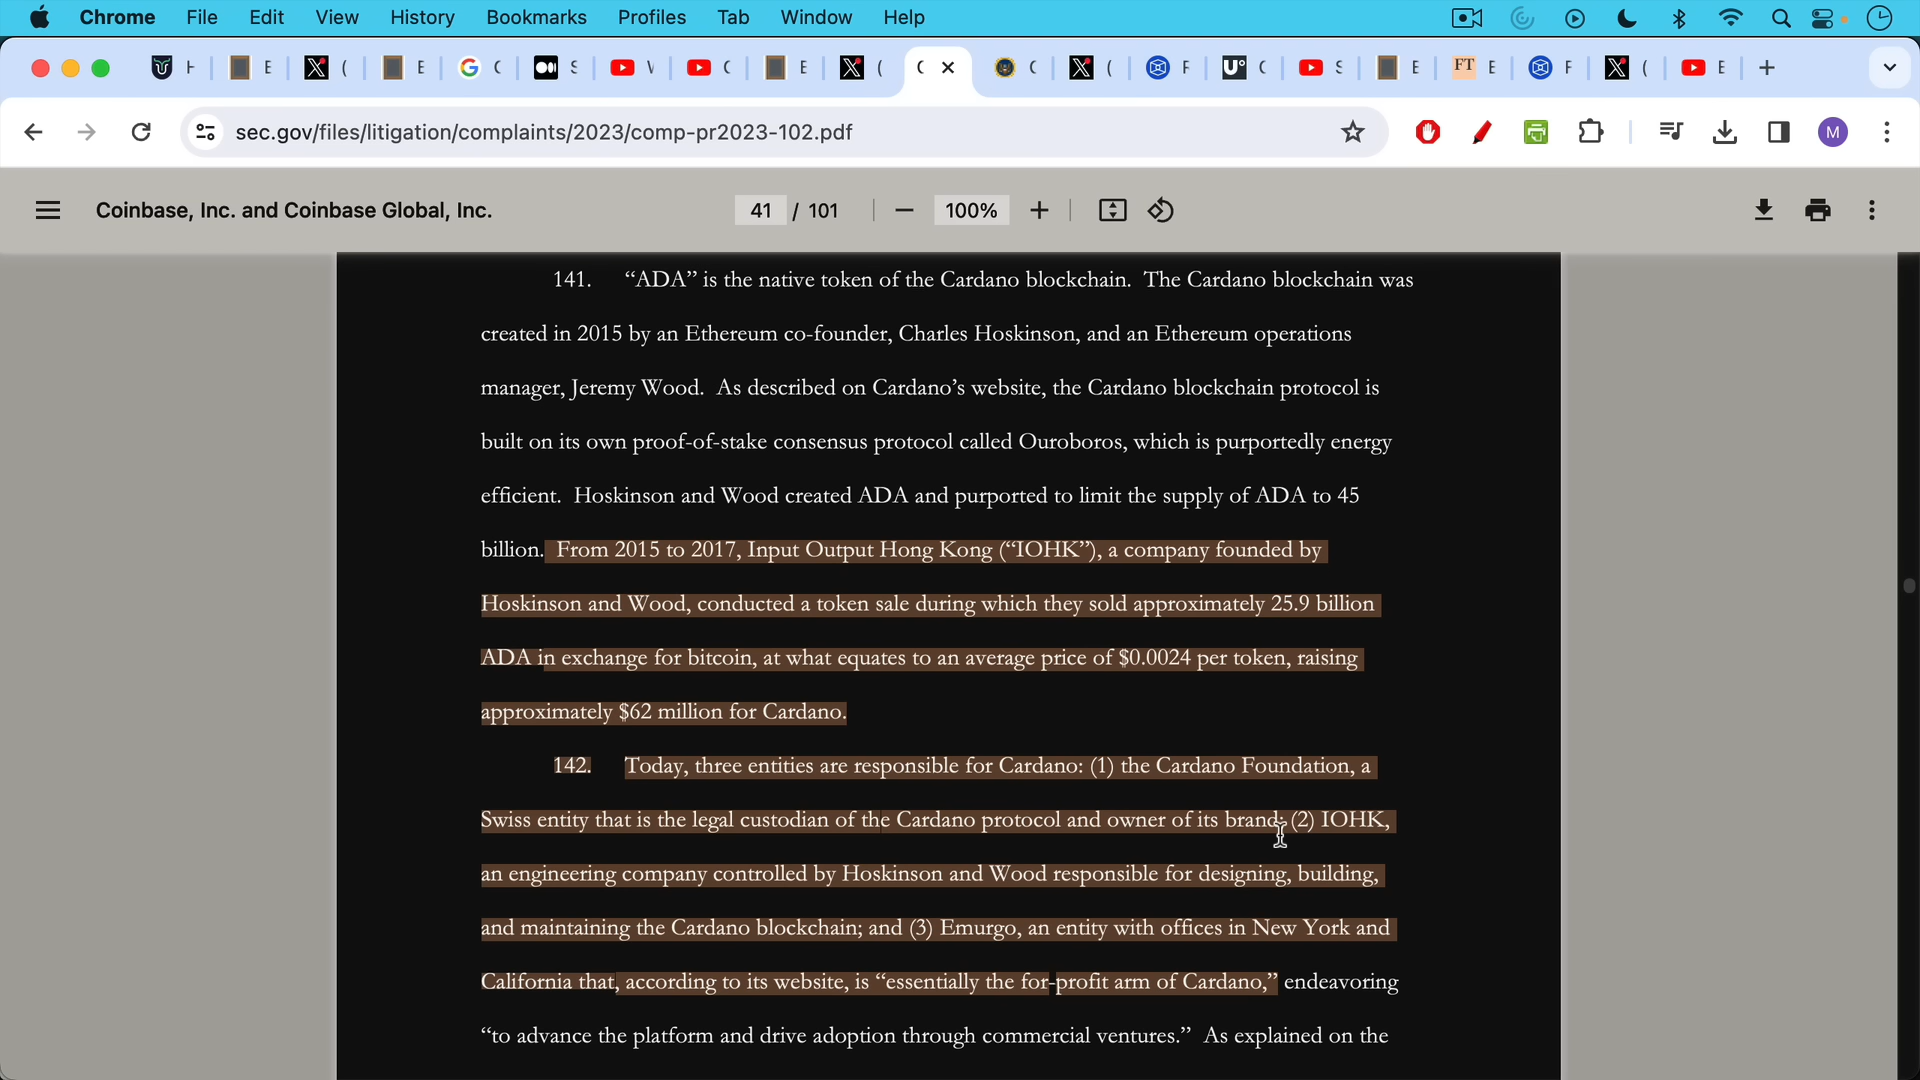 Chrome File Edit View History Bookmarks Profiles Tab Window Help
H E X ( E G C S V C E X ( C × C X ( F U° C S E FT E F X ( E +
sec.gov/files/litigation/complaints/2023/comp-pr2023-102.pdf M
Coinbase, Inc. and Coinbase Global, Inc. 41 / 101 − 100% +
141. “ADA” is the native token of the Cardano blockchain. The Cardano blockchain was
created in 2015 by an Ethereum co-founder, Charles Hoskinson, and an Ethereum operations
manager, Jeremy Wood. As described on Cardano’s website, the Cardano blockchain protocol is
built on its own proof-of-stake consensus protocol called Ouroboros, which is purportedly energy
efficient. Hoskinson and Wood created ADA and purported to limit the supply of ADA to 45
billion. From 2015 to 2017, Input Output Hong Kong (“IOHK”), a company founded by
Hoskinson and Wood, conducted a token sale during which they sold approximately 25.9 billion
ADA in exchange for bitcoin, at what equates to an average price of $0.0024 per token, raising
approximately $62 million for Cardano.
142. Today, three entities are responsible for Cardano: (1) the Cardano Foundation, a
Swiss entity that is the legal custodian of the Cardano protocol and owner of its brand; (2) IOHK,
an engineering company controlled by Hoskinson and Wood responsible for designing, building,
and maintaining the Cardano blockchain; and (3) Emurgo, an entity with offices in New York and
California that, according to its website, is “essentially the for-profit arm of Cardano,” endeavoring
“to advance the platform and drive adoption through commercial ventures.” As explained on the